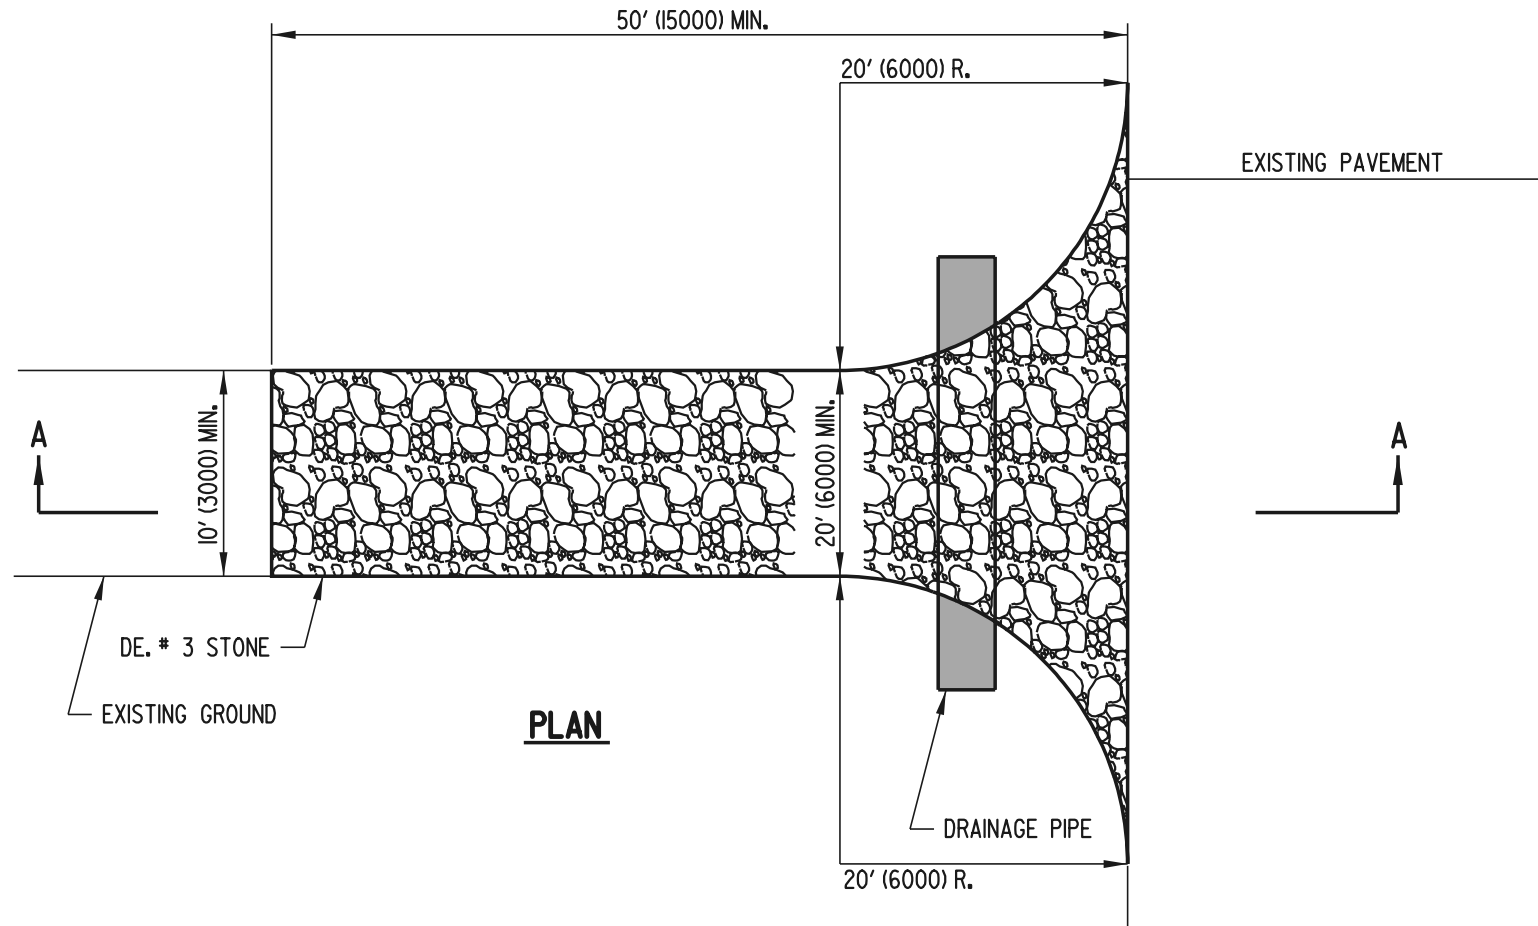 50' (15000) MIN.
20' (6000) R.
EXISTING PAVEMENT
A
10' (3000) MIN.
20' (6000) MIN.
A
DE. # 3 STONE
EXISTING GROUND
PLAN
DRAINAGE PIPE
20' (6000) R.